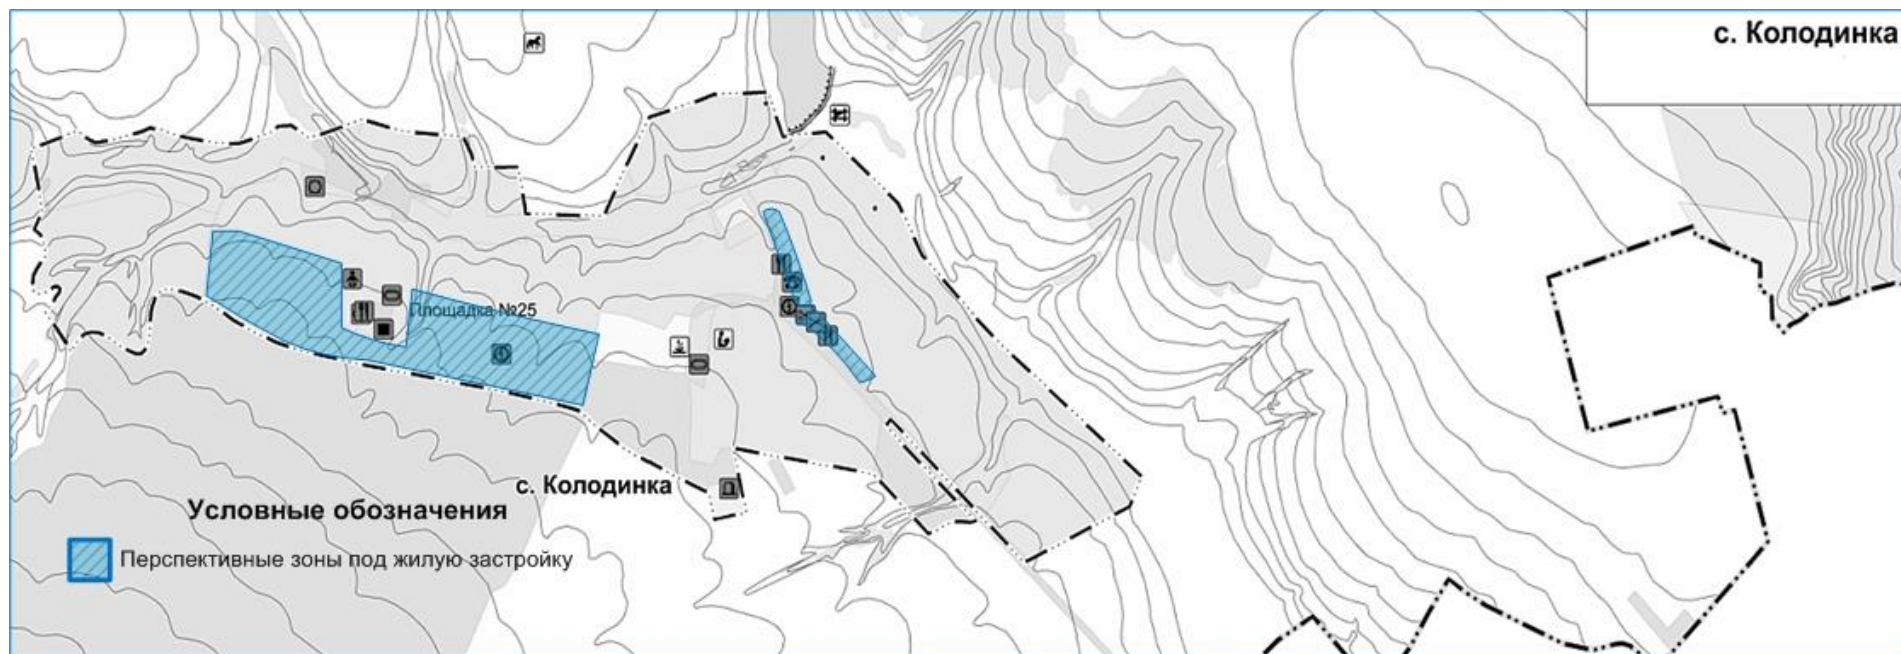 с. Колодинка
Площадка №25
с. Колодинка
Условные обозначения
Перспективные зоны под жилую застройку